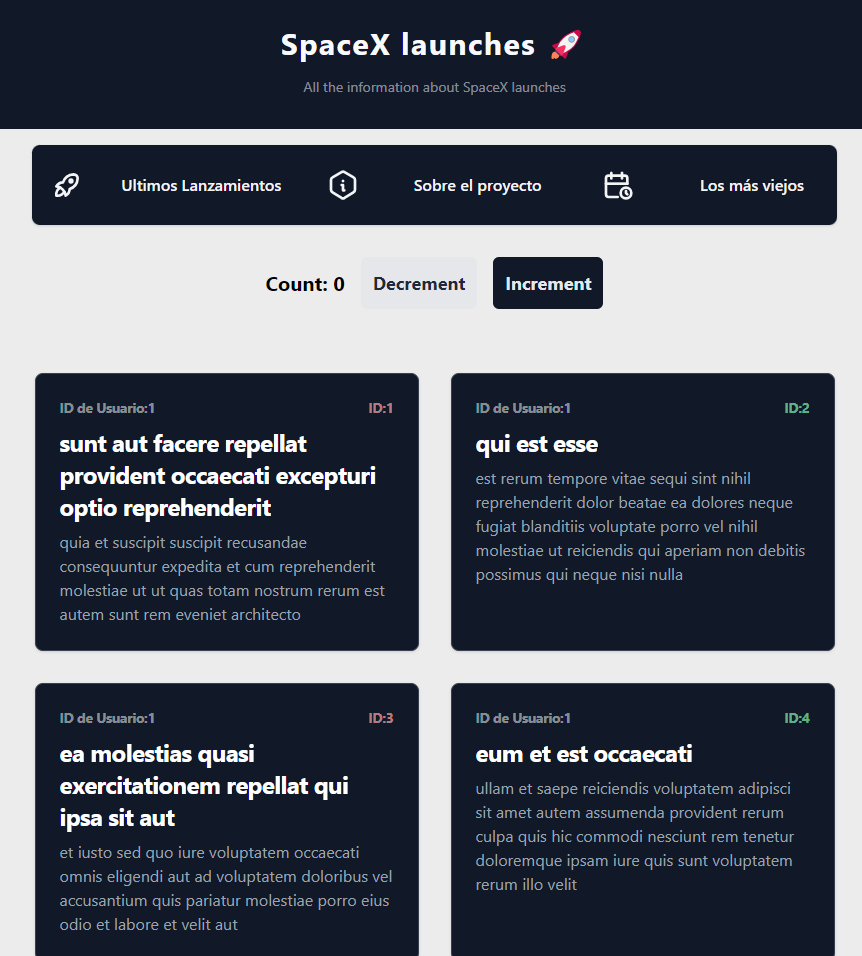 SpaceX launches 🚀
All the information about SpaceX launches
Ultimos Lanzamientos
Sobre el proyecto
Los más viejos
Count: 0
Decrement
Increment
ID de Usuario:1
ID:1
sunt aut facere repellat
provident occaecati excepturi
optio reprehenderit
quia et suscipit suscipit recusandae
consequuntur expedita et cum reprehenderit
molestiae ut ut quas totam nostrum rerum est
autem sunt rem eveniet architecto
ID de Usuario:1
ID:2
qui est esse
est rerum tempore vitae sequi sint nihil
reprehenderit dolor beatae ea dolores neque
fugiat blanditiis voluptate porro vel nihil
molestiae ut reiciendis qui aperiam non debitis
possimus qui neque nisi nulla
ID de Usuario:1
ID:3
ea molestias quasi
exercitationem repellat qui
ipsa sit aut
et iusto sed quo iure voluptatem occaecati
omnis eligendi aut ad voluptatem doloribus vel
accusantium quis pariatur molestiae porro eius
odio et labore et velit aut
ID de Usuario:1
ID:4
eum et est occaecati
ullam et saepe reiciendis voluptatem adipisci
sit amet autem assumenda provident rerum
culpa quis hic commodi nesciunt rem tenetur
doloremque ipsam iure quis sunt voluptatem
rerum illo velit